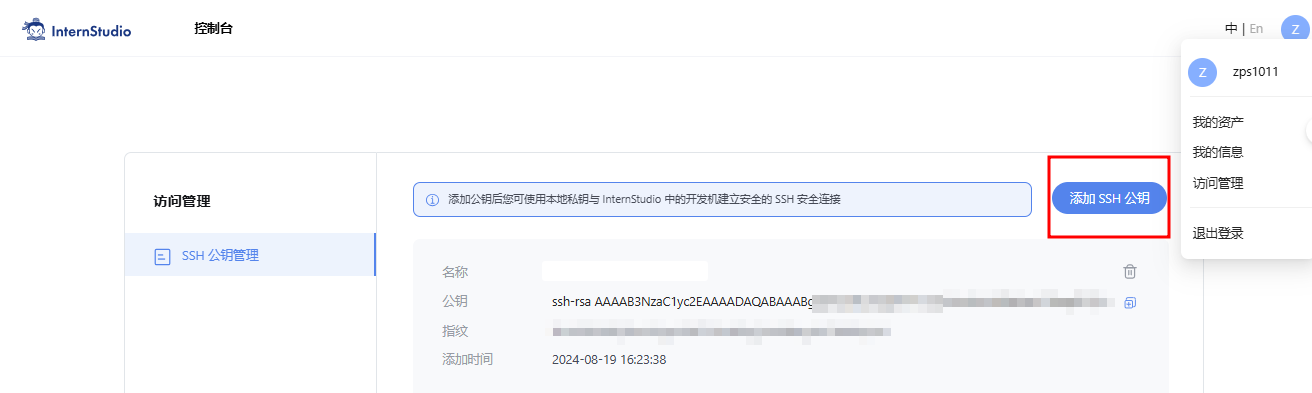 InternStudio
控制台
中 | En
Z
Z
zps1011
我的资产
我的信息
访问管理
退出登录
访问管理
SSH 公钥管理
添加公钥后您可使用本地私钥与 InternStudio 中的开发机建立安全的 SSH 安全连接
添加 SSH 公钥
名称
公钥
ssh-rsa AAAAB3NzaC1yc2EAAAADAQABAAABg
指纹
添加时间
2024-08-19 16:23:38